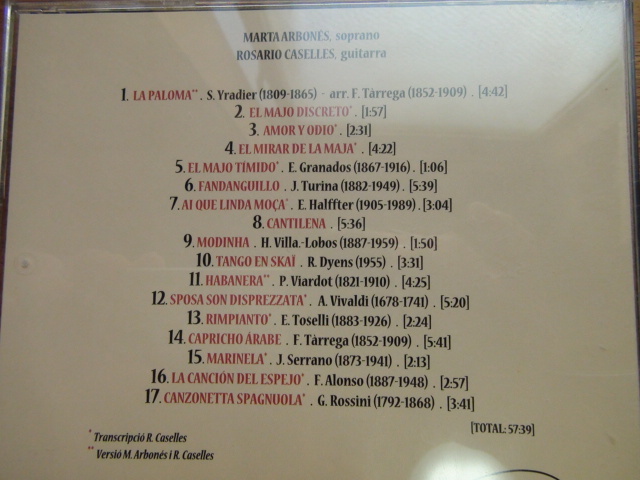 MARTA ARBONÉS, soprano
ROSARIO CASELLES, guitarra
1. LA PALOMA** . S. Yradier (1809-1865) · arr. F. Tàrrega (1852-1909) . [4:42]
2. EL MAJO DISCRETO* . [1:57]
3. AMOR Y ODIO* . [2:31]
4. EL MIRAR DE LA MAJA* . [4:22]
5. EL MAJO TÍMIDO* . E. Granados (1867-1916) . [1:06]
6. FANDANGUILLO . J. Turina (1882-1949) . [5:39]
7. AI QUE LINDA MOÇA* . E. Halffter (1905-1989) . [3:04]
8. CANTILENA . [5:36]
9. MODINHA . H. Villa.-Lobos (1887-1959) . [1:50]
10. TANGO EN SKAÏ . R. Dyens (1955) . [3:31]
11. HABANERA** . P. Viardot (1821-1910) . [4:25]
12. SPOSA SON DISPREZZATA* . A. Vivaldi (1678-1741) . [5:20]
13. RIMPIANTO* . E. Toselli (1883-1926) . [2:24]
14. CAPRICHO ÁRABE . F. Tàrrega (1852-1909) . [5:41]
15. MARINELA* . J. Serrano (1873-1941) . [2:13]
16. LA CANCIÓN DEL ESPEJO* . F. Alonso (1887-1948) . [2:57]
17. CANZONETTA SPAGNUOLA* . G. Rossini (1792-1868) . [3:41]
[TOTAL: 57:39]
* Transcripció R. Caselles
** Versió M. Arbonés i R. Caselles